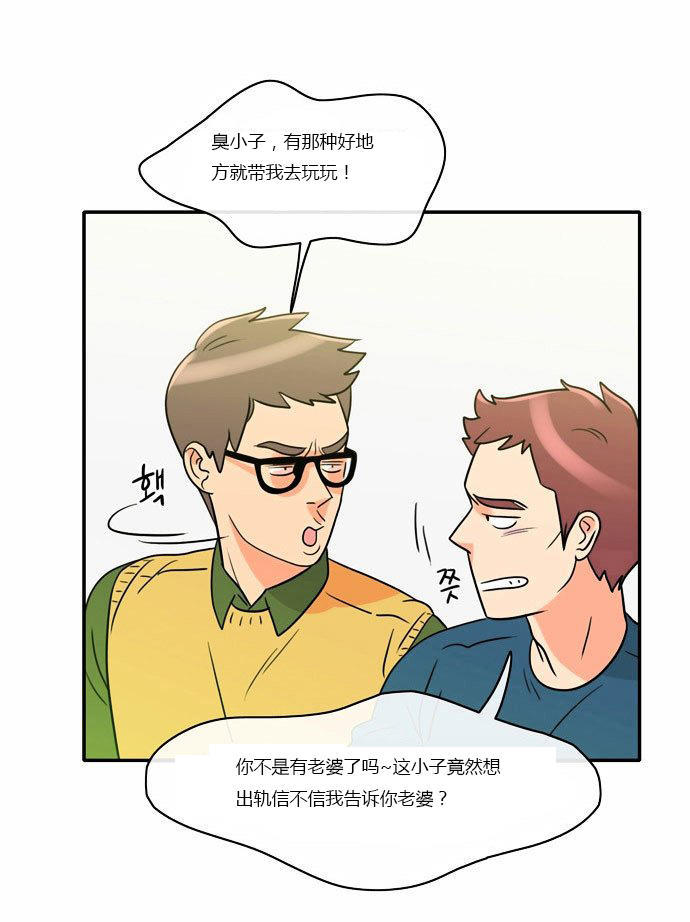 臭小子，有那种好地
方就带我去玩玩！
홱
쯧
你不是有老婆了吗~这小子竟然想
出轨信不信我告诉你老婆？